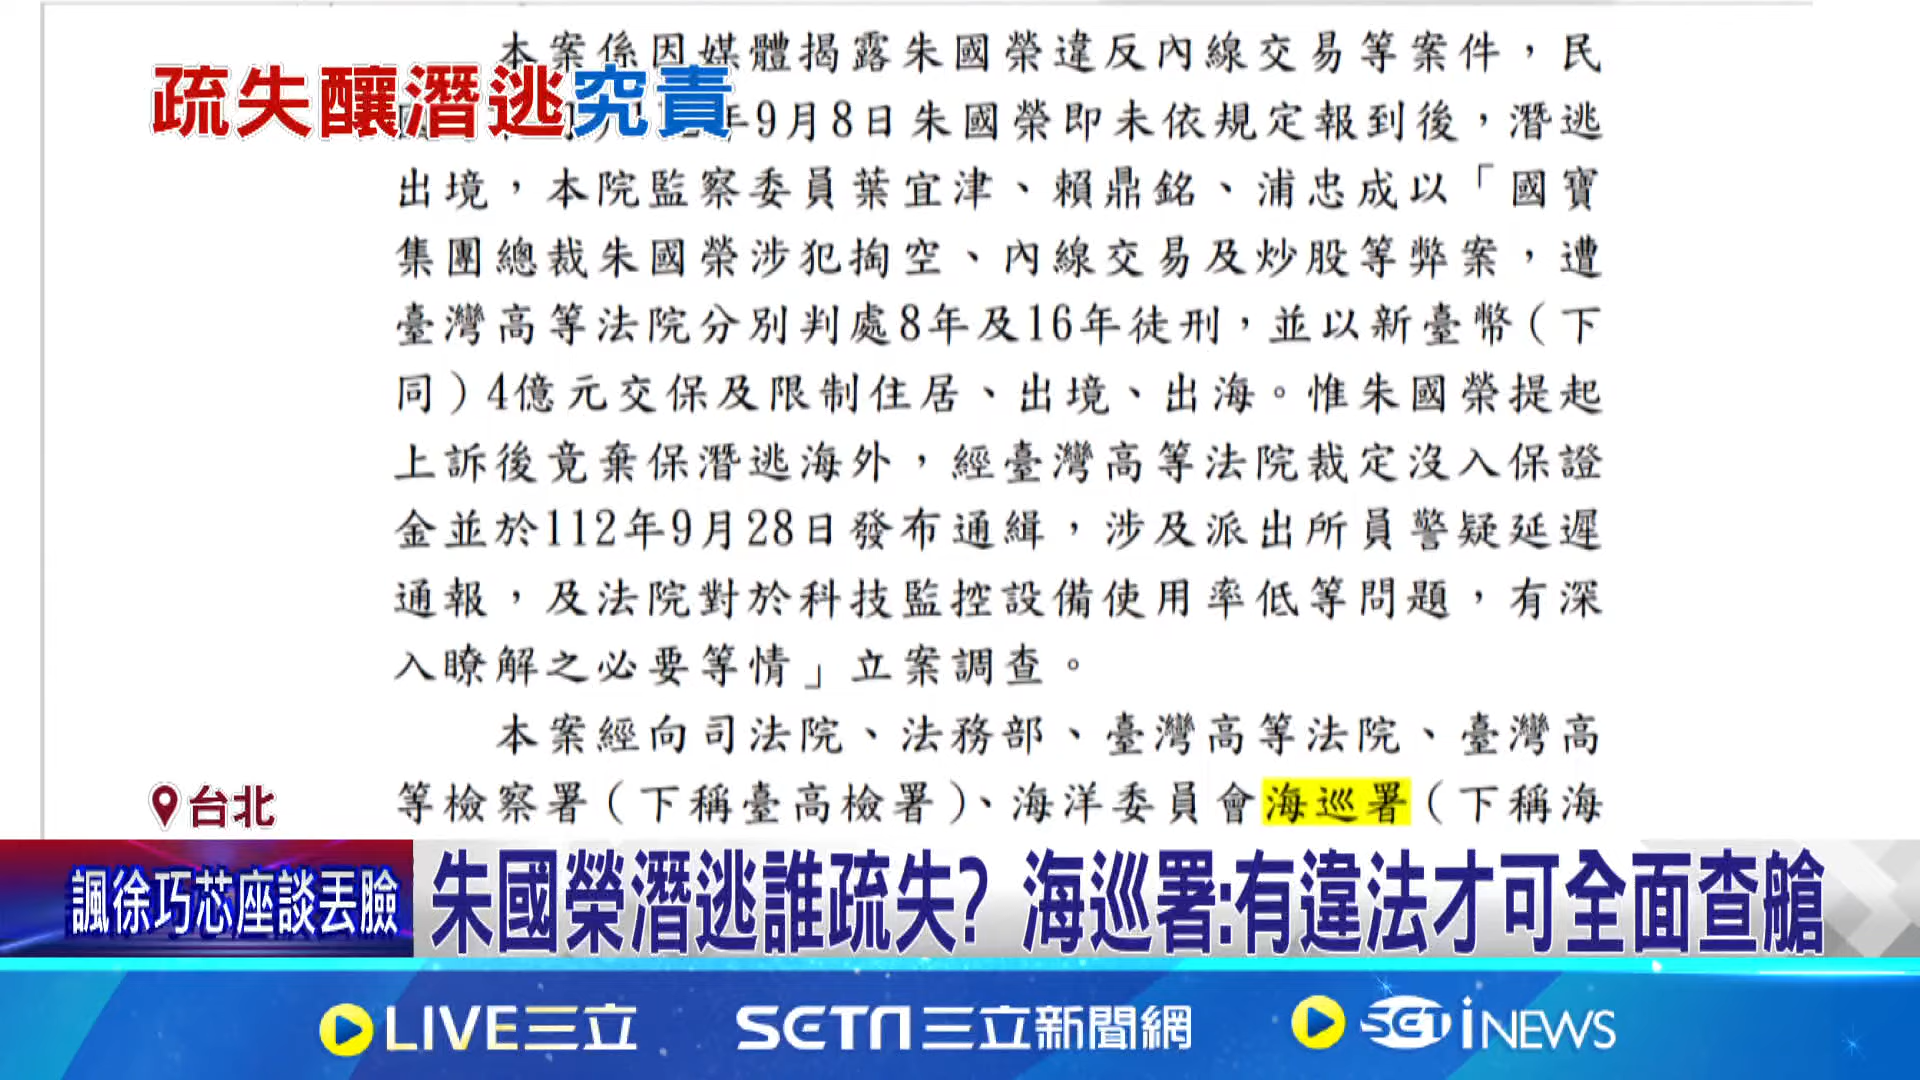 本案係因媒體揭露朱國榮違反內線交易等案件，民
疏失釀潛逃究責
年9月8日朱國榮即未依規定報到後，潛逃
出境，本院監察委員葉宜津、賴鼎銘、浦忠成以「國寶
集團總裁朱國榮涉犯掏空、內線交易及炒股等弊案，遭
臺灣高等法院分別判處8年及16年徒刑，並以新臺幣（下
同）4億元交保及限制住居、出境、出海。惟朱國榮提起
上訴後竟棄保潛逃海外，經臺灣高等法院裁定沒入保證
金並於112年9月28日發布通緝，涉及派出所員警疑延遲
通報，及法院對於科技監控設備使用率低等問題，有深
入瞭解之必要等情」立案調查。
本案經向司法院、法務部、臺灣高等法院、臺灣高
等檢察署（下稱臺高檢署）、海洋委員會海巡署（下稱海
台北
諷徐巧芯座談丟臉
朱國榮潛逃誰疏失? 海巡署:有違法才可全面查艙
LIVE三立
SETN三立新聞網
SET iNEWS